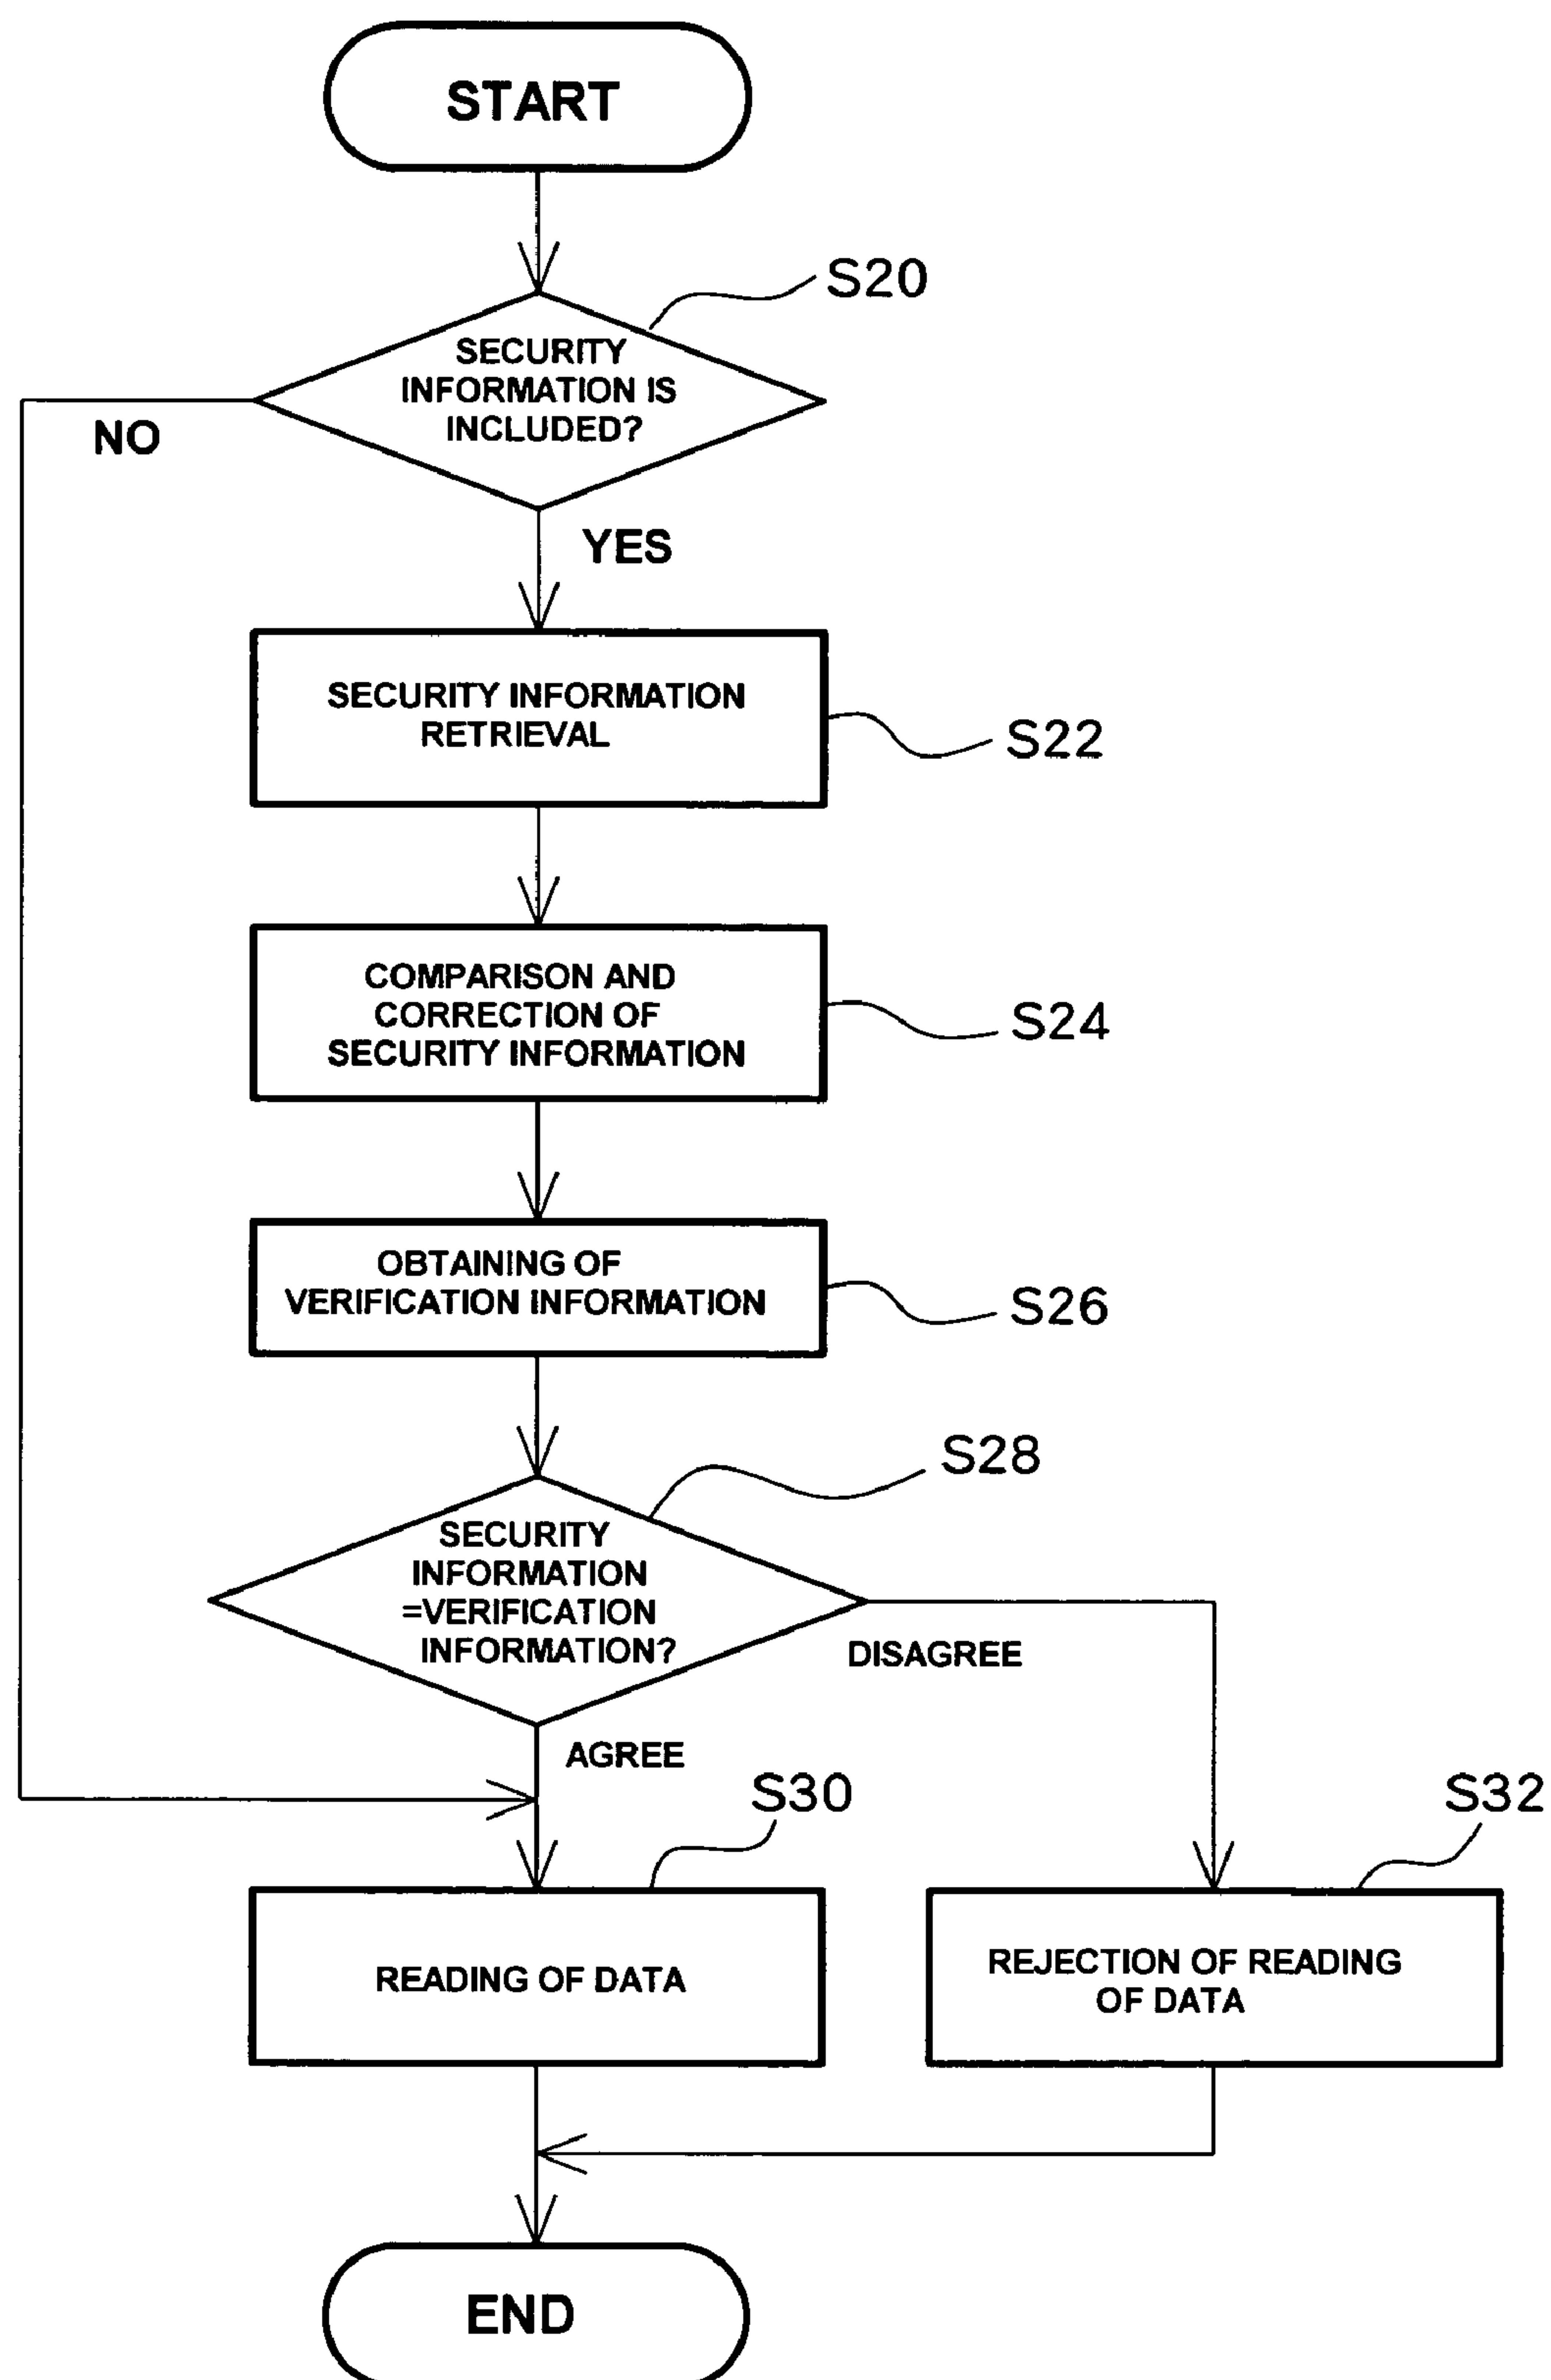 START
S20
SECURITY
INFORMATION IS
INCLUDED?
NO
YES
SECURITY INFORMATION
RETRIEVAL
S22
COMPARISON AND
CORRECTION OF
SECURITY INFORMATION
S24
OBTAINING OF
VERIFICATION INFORMATION
S26
S28
SECURITY
INFORMATION
=VERIFICATION
INFORMATION?
DISAGREE
AGREE
S30
S32
READING OF DATA
REJECTION OF READING
OF DATA
END